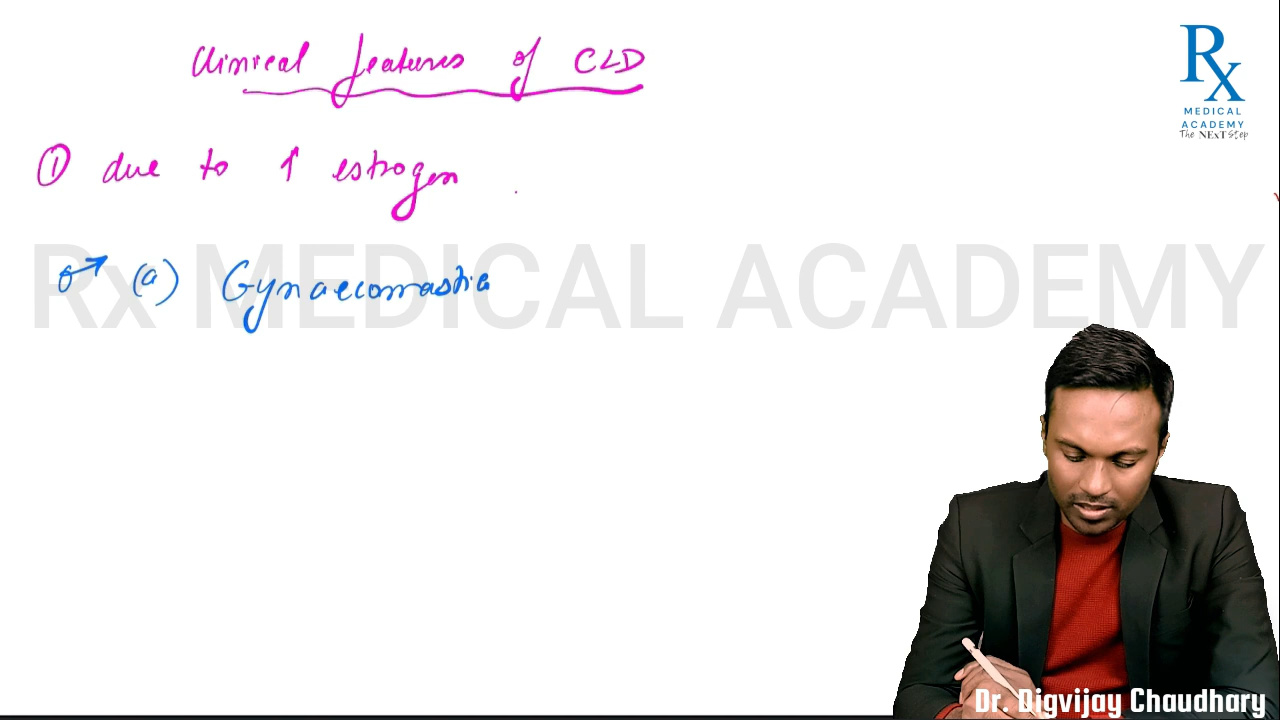 Clinical features of CLD
① due to ↑ estrogen
♂ (a) Gynaecomastia
Rx
MEDICAL
ACADEMY
The NExT Step
Rx MEDICAL ACADEMY
Dr. Digvijay Chaudhary